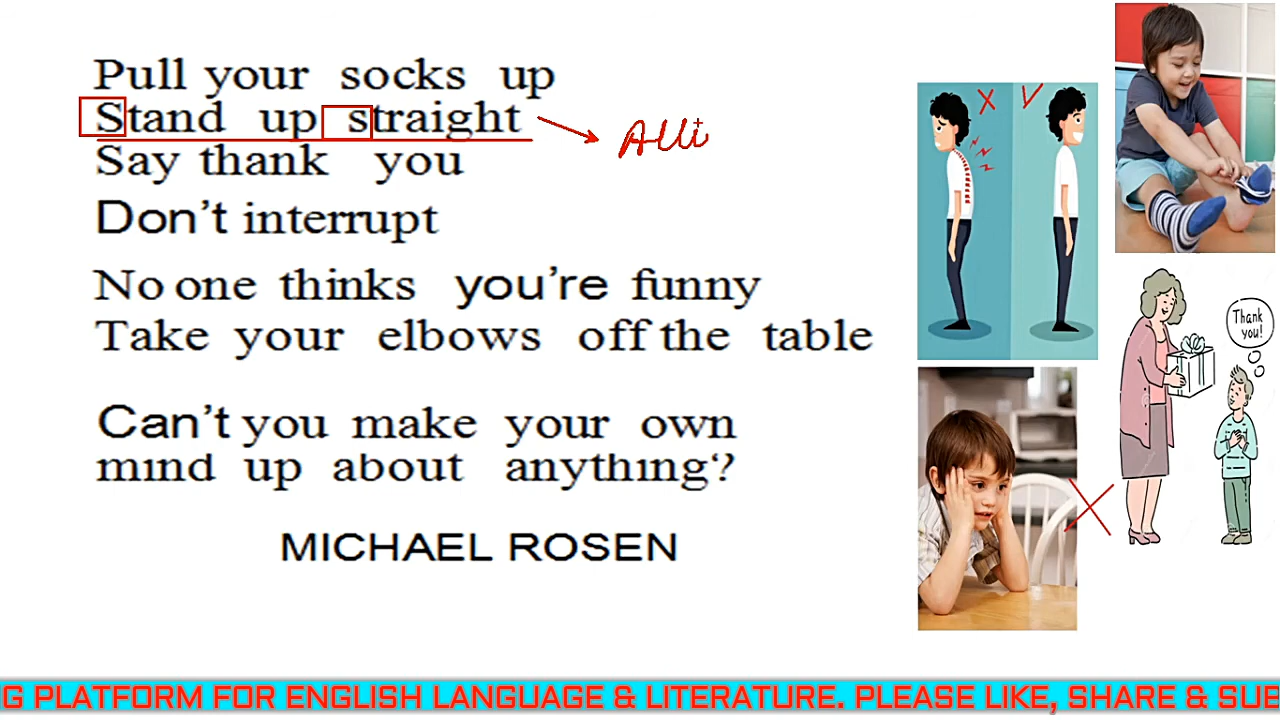 Pull your socks up
Stand up straight
Alli
Say thank you
Don't interrupt
No one thinks you're funny
Take your elbows off the table
Can't you make your own
mind up about anything‘?
MICHAEL ROSEN
Thank
you!
G PLATFORM FOR ENGLISH LANGUAGE & LITERATURE. PLEASE LIKE, SHARE & SUB